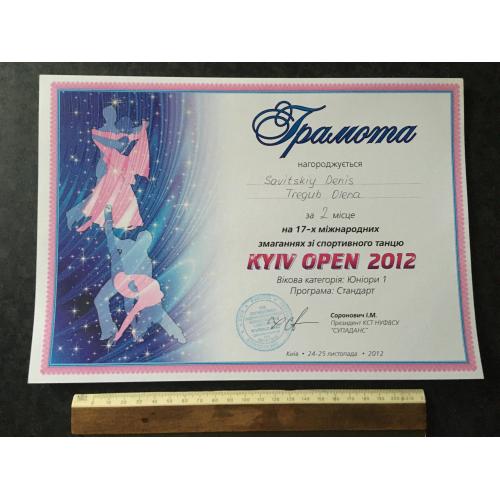 Грамота
нагороджується
Savitskiy Denis
Tregub Olena
за 2 місце
на 17-х міжнародних
змаганнях зі спортивного танцю
KYIV OPEN 2012
Вікова категорія: Юніори 1
Програма: Стандарт
Соронович І.М.
Президент КСТ НУФВСУ
"СУПАДАНС"
Київ • 24-25 листопада • 2012